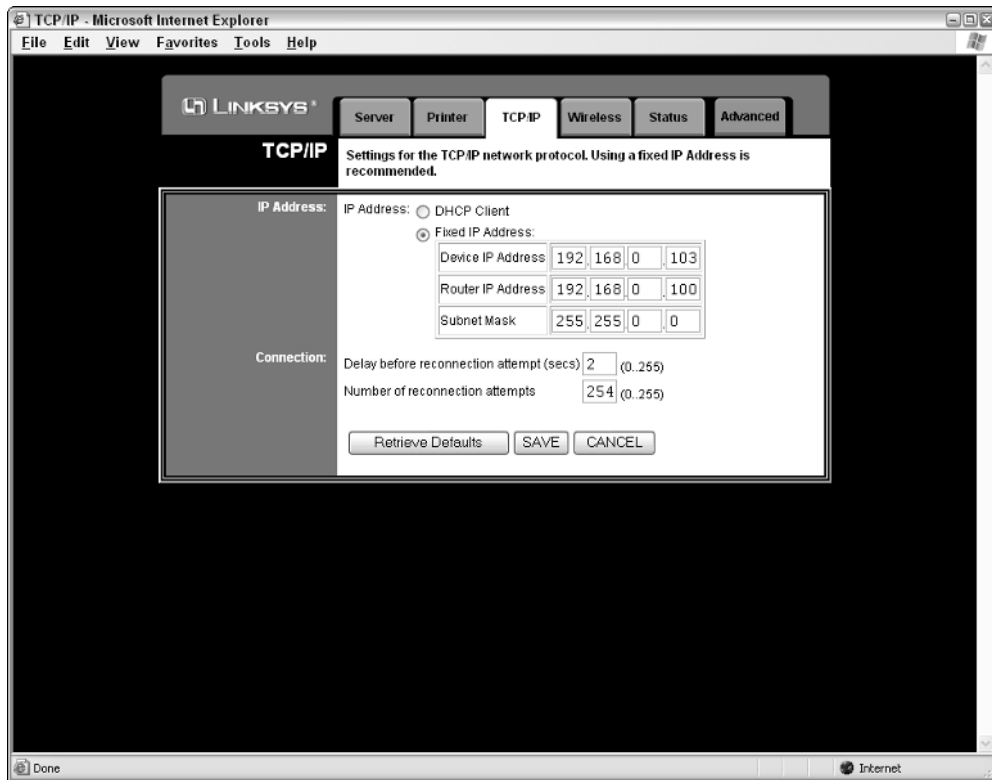 TCP/IP - Microsoft Internet Explorer
File Edit View Favorites Tools Help
LINKSYS®
Server Printer TCP/IP Wireless Status Advanced
TCP/IP
Settings for the TCP/IP network protocol. Using a fixed IP Address is
recommended.
IP Address: IP Address: DHCP Client
Fixed IP Address:
Device IP Address 192.168.0.103
Router IP Address 192.168.0.100
Subnet Mask 255.255.0.0
Connection:
Delay before reconnection attempt (secs) 2 (0..255)
Number of reconnection attempts 254 (0..255)
Retrieve Defaults SAVE CANCEL
Done Internet